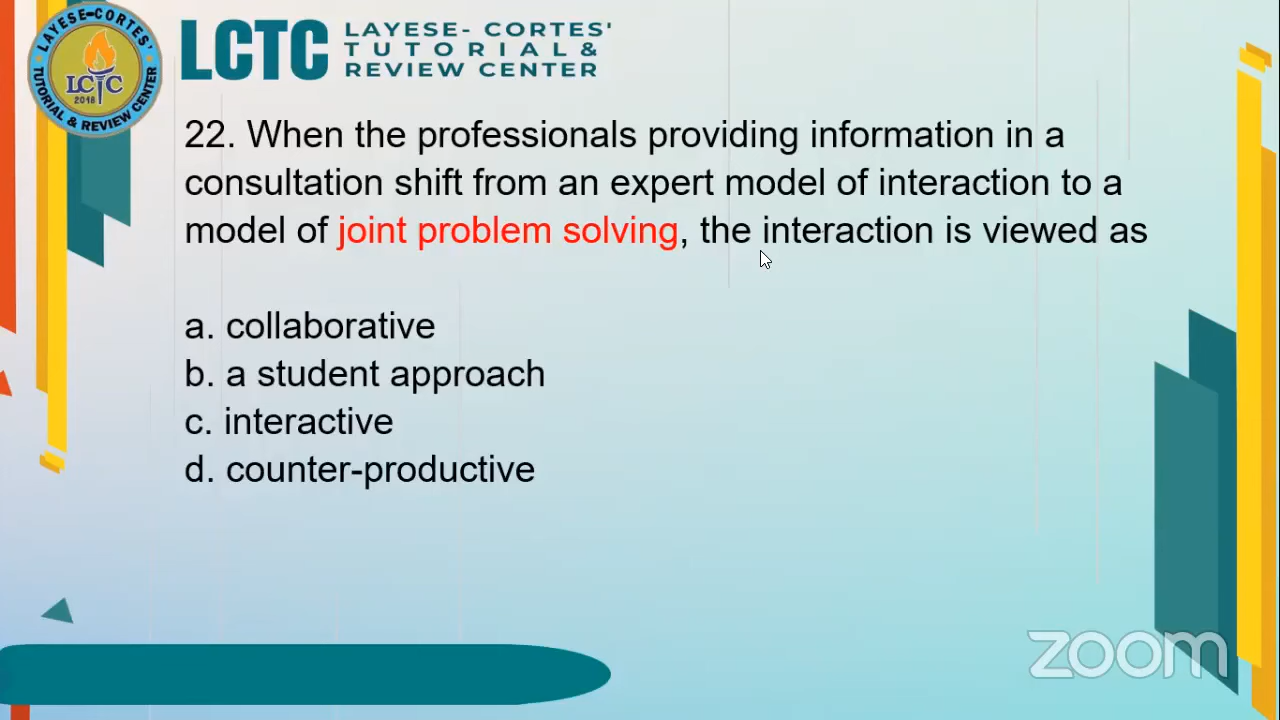 LAYESE-CORTES'
LCTC
2018
TUTORIAL & REVIEW CENTER
LCTC
LAYESE- CORTES'
TUTORIAL &
REVIEW CENTER
22. When the professionals providing information in a
consultation shift from an expert model of interaction to a
model of joint problem solving, the interaction is viewed as
a. collaborative
b. a student approach
c. interactive
d. counter-productive
zoom